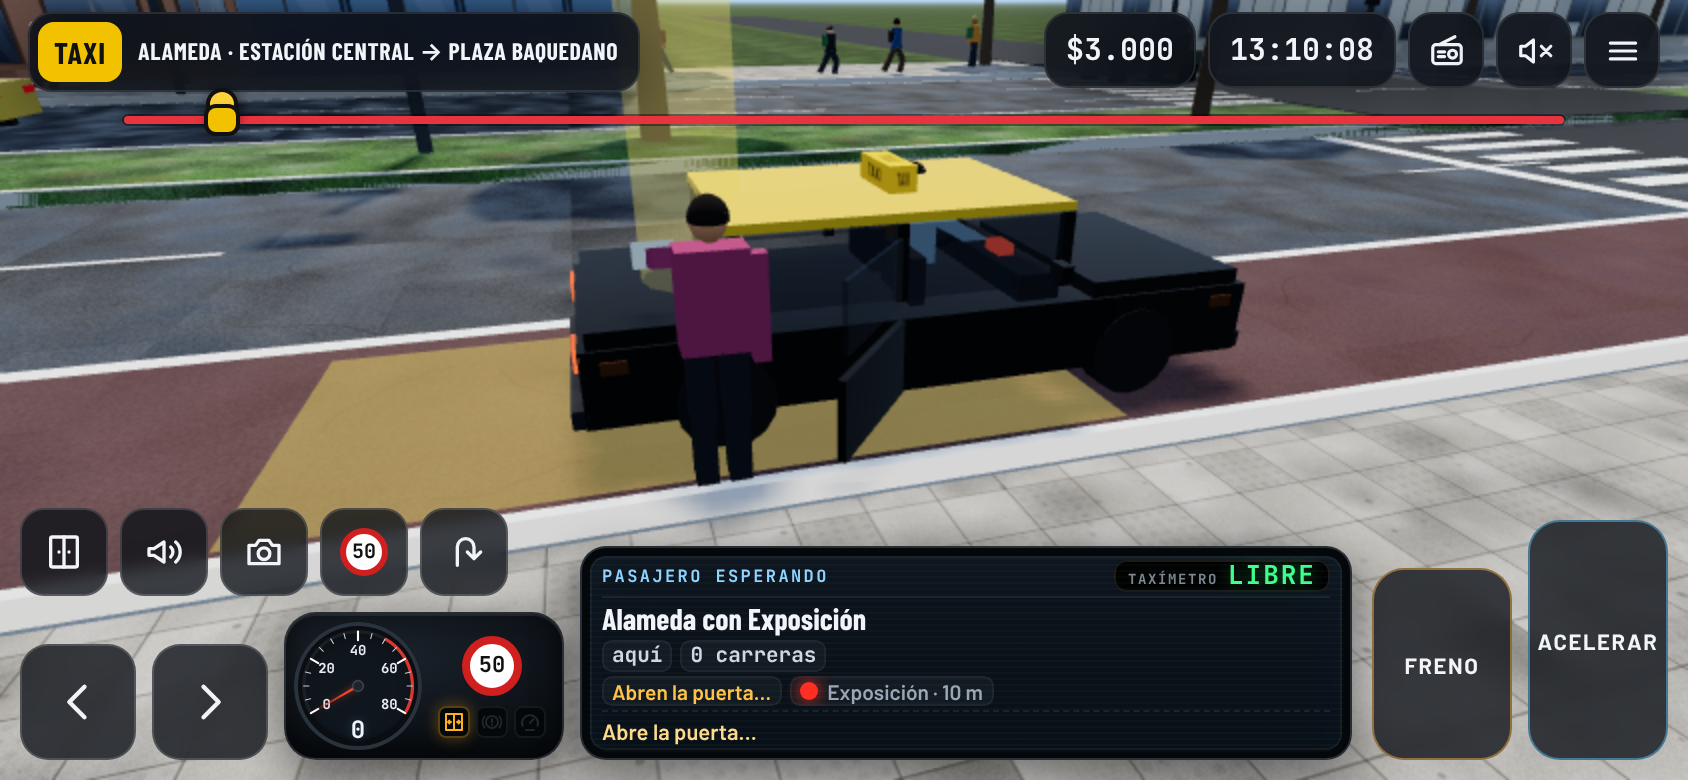 TAXI
ALAMEDA · ESTACIÓN CENTRAL → PLAZA BAQUEDANO
$3.000
13:10:08
TAXI TAXI
50
PASAJERO ESPERANDO
TAXÍMETRO LIBRE
Alameda con Exposición
aquí
0 carreras
Abren la puerta...
Exposición · 10 m
Abre la puerta...
0
20
40
60
80
0
50
FRENO
ACELERAR